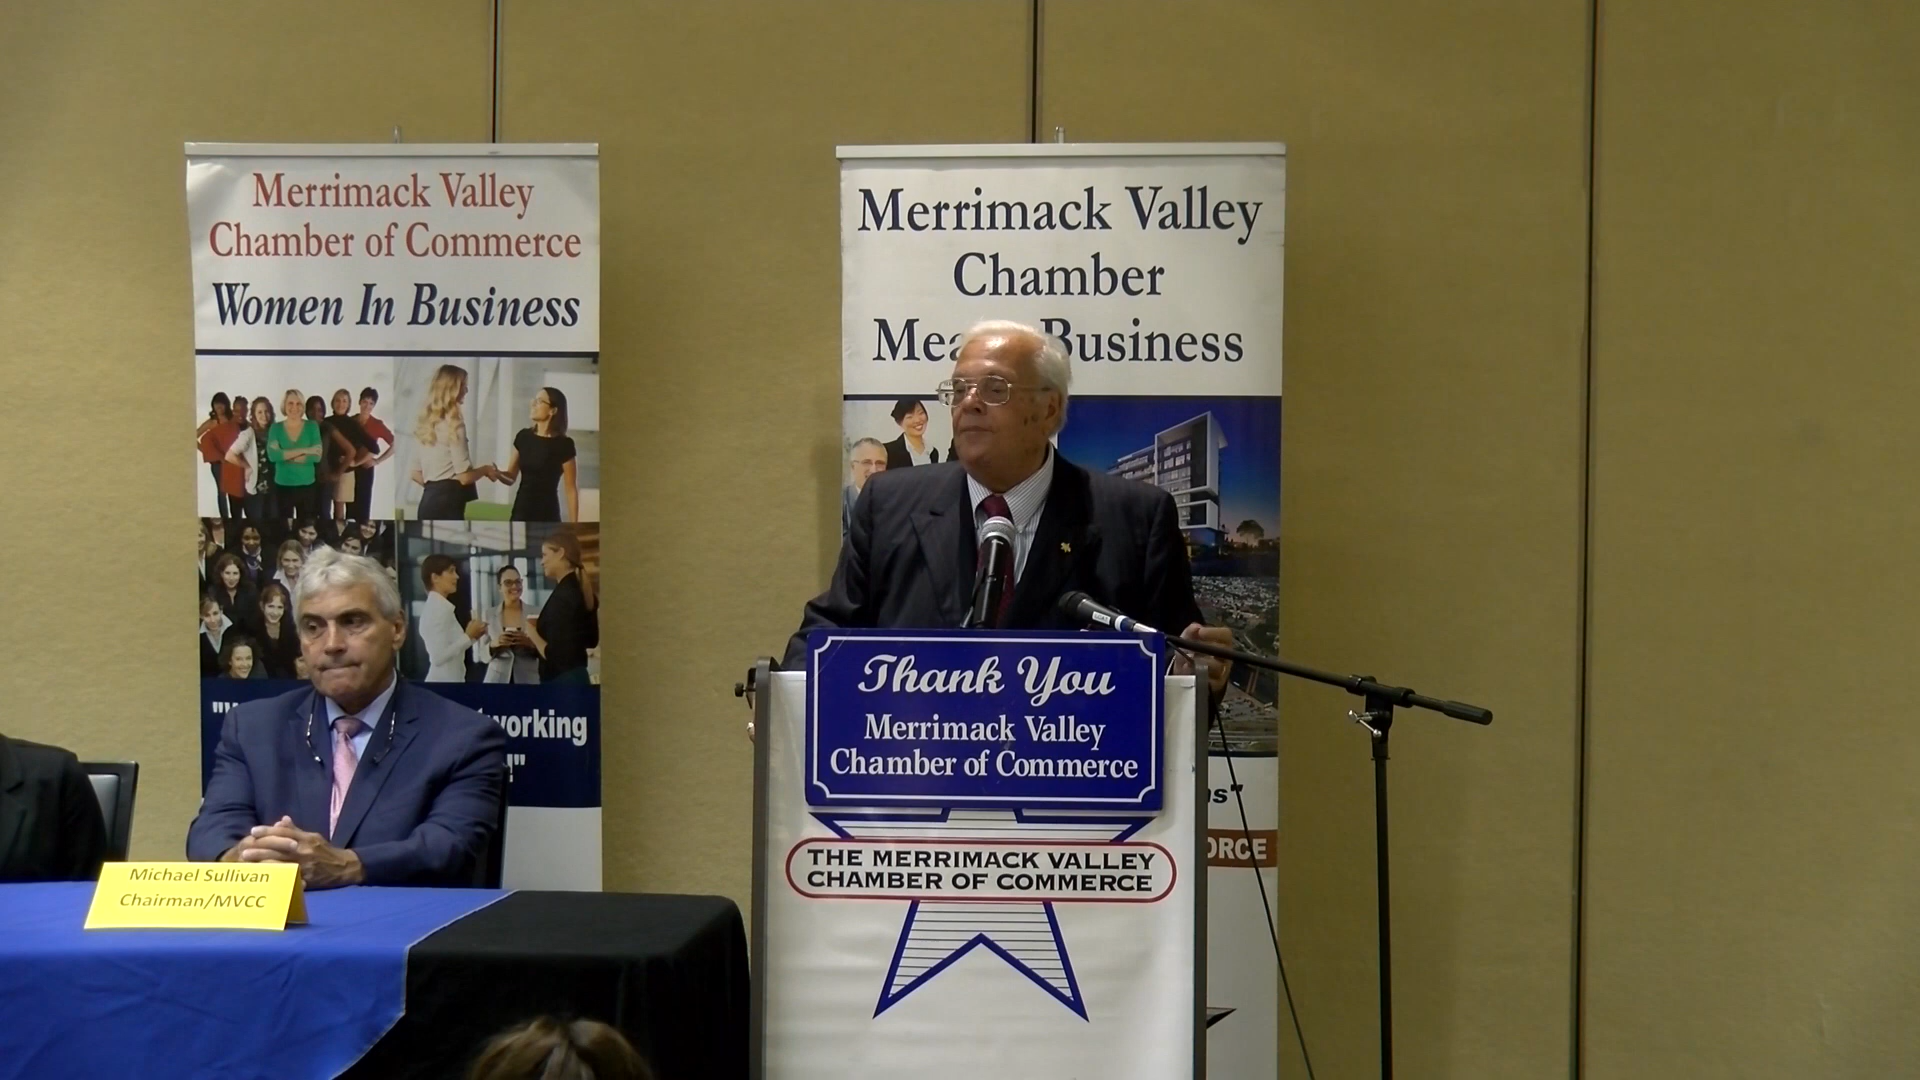 Merrimack Valley
Chamber of Commerce
Women In Business
working
Merrimack Valley
Chamber
Business
Thank You
Merrimack Valley
Chamber of Commerce
THE MERRIMACK VALLEY
CHAMBER OF COMMERCE
Michael Sullivan
Chairman/MVCC